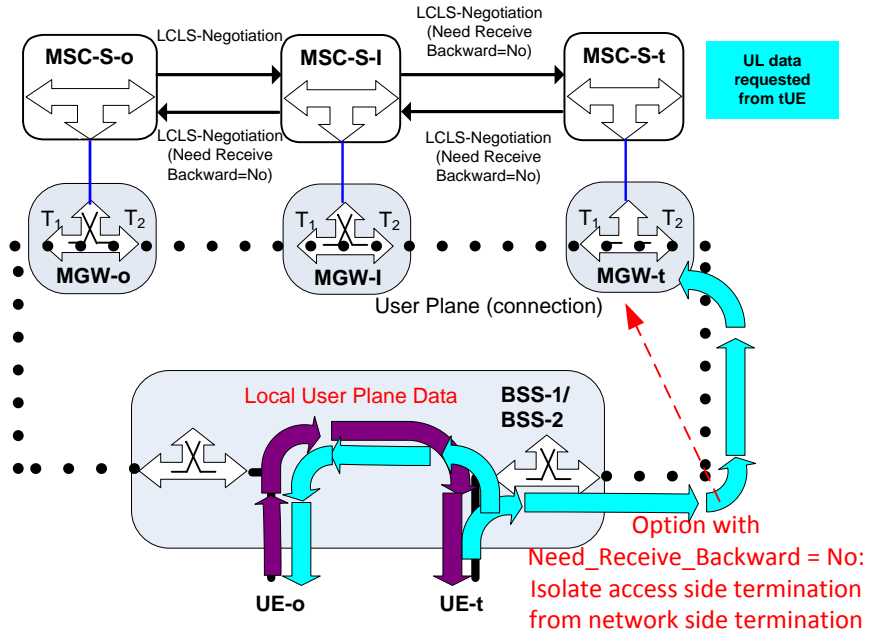 LCLS-Negotiation
LCLS-Negotiation
(Need Receive
Backward=No)
MSC-S-o
MSC-S-I
MSC-S-t
UL data
requested
from tUE
LCLS-Negotiation
(Need Receive
Backward=No)
LCLS-Negotiation
(Need Receive
Backward=No)
T1 T2
T1 T2
T1 T2
MGW-o
MGW-I
MGW-t
User Plane (connection)
Local User Plane Data
BSS-1/
BSS-2
Option with
Need_Receive_Backward = No:
Isolate access side termination
from network side termination
UE-o
UE-t